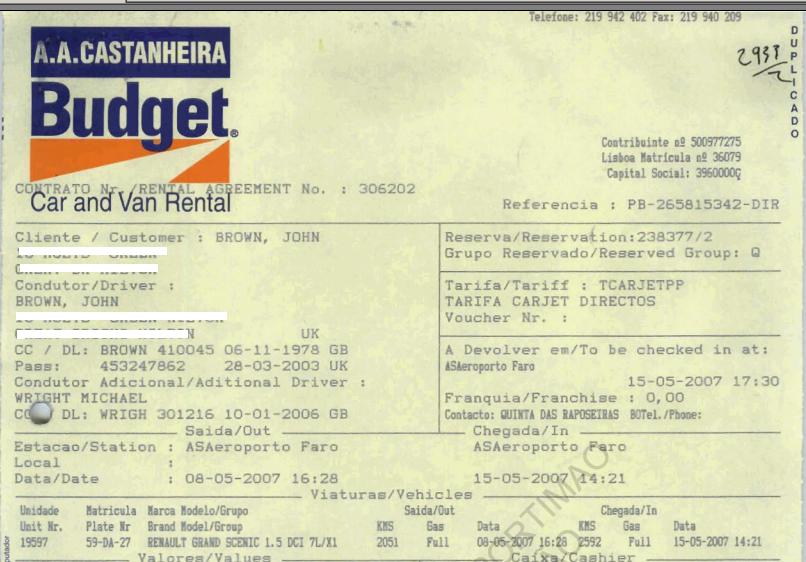 Telefone: 219 942 402 Fax: 219 940 209
DUPLICADO
A.A.CASTANHEIRA
Budget®
Car and Van Rental
Contribuinte nº 500977275
Lisboa Matricula nº 36079
Capital Social: 3960000Ç
CONTRATO Nr. /RENTAL AGREEMENT No. : 306202
Referencia : PB-265815342-DIR
Cliente / Customer : BROWN, JOHN
Condutor/Driver :
BROWN, JOHN
UK
CC / DL: BROWN 410045 06-11-1978 GB
Pass: 453247862 28-03-2003 UK
Condutor Adicional/Aditional Driver :
WRIGHT MICHAEL
DL: WRIGH 301216 10-01-2006 GB
Reserva/Reservation:238377/2
Grupo Reservado/Reserved Group: Q
Tarifa/Tariff : TCARJETPP
TARIFA CARJET DIRECTOS
Voucher Nr. :
A Devolver em/To be checked in at:
ASAeroporto Faro
15-05-2007 17:30
Franquia/Franchise : 0,00
Contacto: QUINTA DAS RAPOSEIRAS BOTel./Phone:
Saida/Out Chegada/In
Estacao/Station : ASAeroporto Faro ASAeroporto Faro
Local :
Data/Date : 08-05-2007 16:28 15-05-2007 14:21
Viaturas/Vehicles
Unidade Matricula Marca Modelo/Grupo Saida/Out Chegada/In
Unit Nr. Plate Nr Brand Model/Group KMS Gas Data KMS Gas Data
19597 59-DA-27 RENAULT GRAND SCENIC 1.5 DCI 7L/X1 2051 Full 08-05-2007 16:28 2592 Full 15-05-2007 14:21
Valores/Values Caixa/Cashier
PORTIMAO